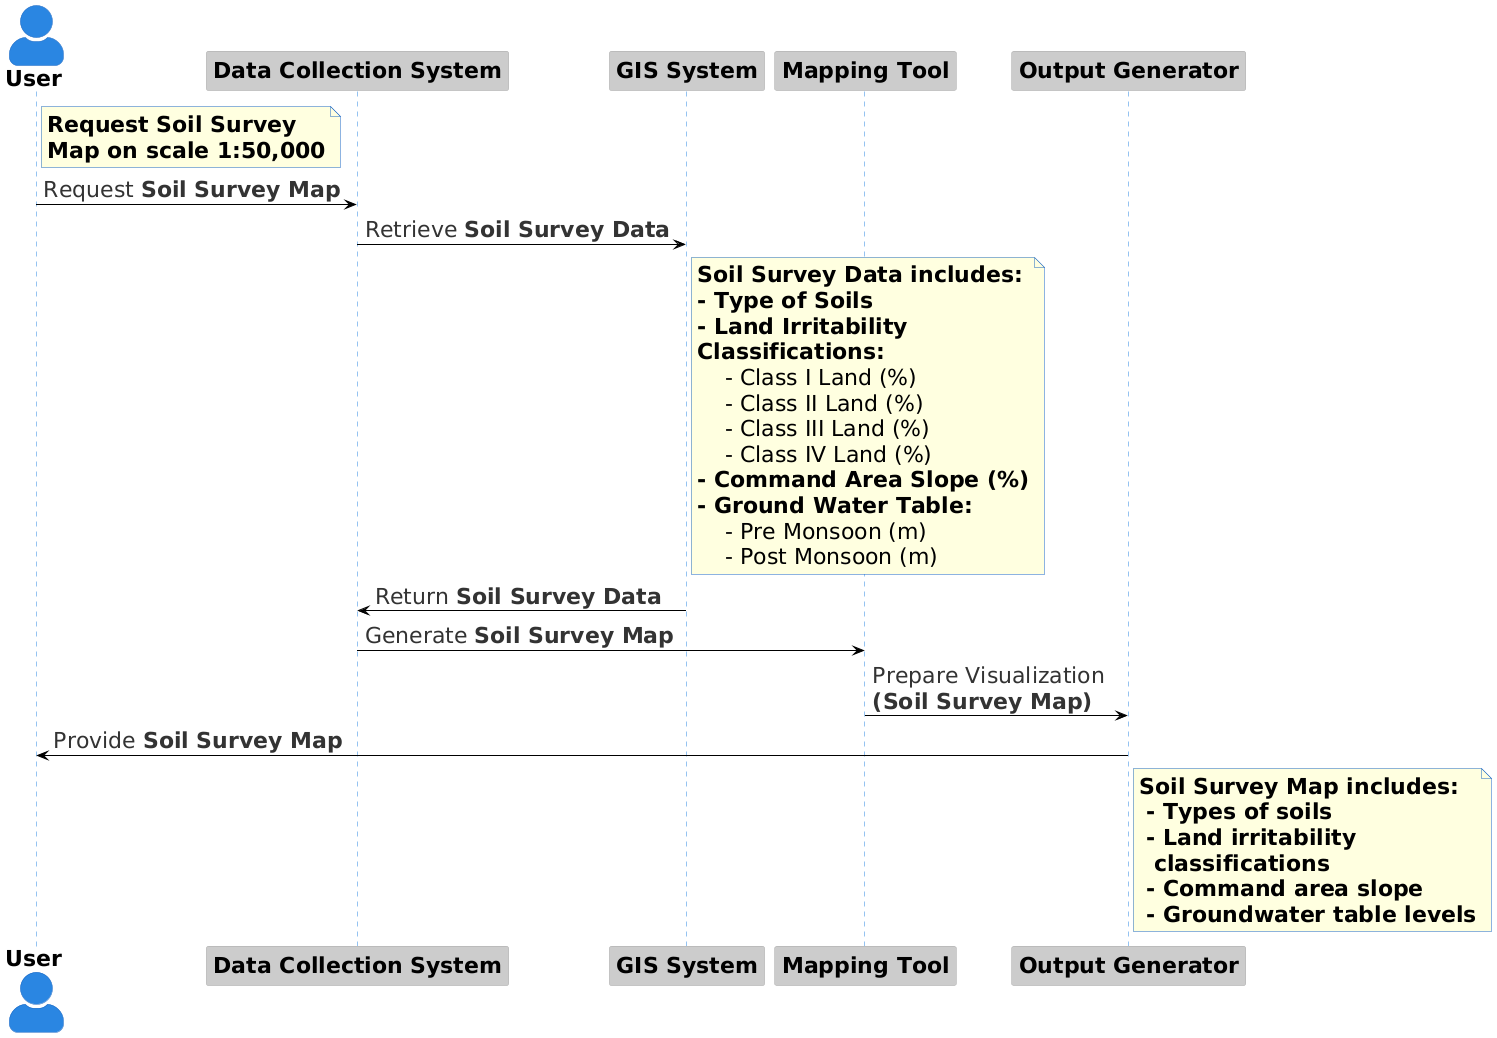 User
Data Collection System
GIS System
Mapping Tool
Output Generator
Request Soil Survey
Map on scale 1:50,000
Request Soil Survey Map
Retrieve Soil Survey Data
Soil Survey Data includes:
- Type of Soils
- Land Irritability
Classifications:
- Class I Land (%)
- Class II Land (%)
- Class III Land (%)
- Class IV Land (%)
- Command Area Slope (%)
- Ground Water Table:
- Pre Monsoon (m)
- Post Monsoon (m)
Return Soil Survey Data
Generate Soil Survey Map
Prepare Visualization
(Soil Survey Map)
Provide Soil Survey Map
Soil Survey Map includes:
- Types of soils
- Land irritability
classifications
- Command area slope
- Groundwater table levels
User
Data Collection System
GIS System
Mapping Tool
Output Generator